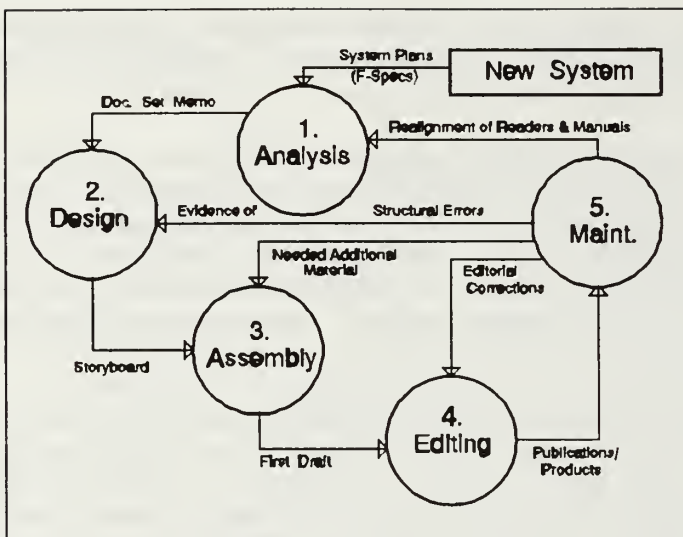 System Plans
(F-Specs)
New System
Doc. Set Memo
1.
Analysis
Realignment of Readers & Manuals
2.
Design
Evidence of
Structural Errors
5.
Maint.
Needed Additional
Material
Editorial
Corrections
3.
Assembly
Storyboard
4.
Editing
First Draft
Publications/
Products